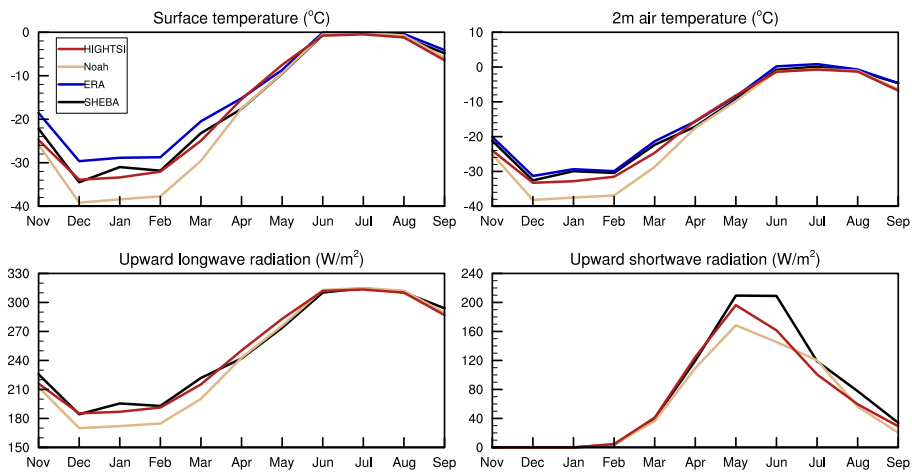 Surface temperature (°C)
0
-10
-20
-30
-40
HIGHTSI
Noah
ERA
SHEBA
Nov Dec Jan Feb Mar Apr May Jun Jul Aug Sep
2m air temperature (°C)
10
0
-10
-20
-30
-40
Nov Dec Jan Feb Mar Apr May Jun Jul Aug Sep
Upward longwave radiation (W/m²)
330
300
270
240
210
180
150
Nov Dec Jan Feb Mar Apr May Jun Jul Aug Sep
Upward shortwave radiation (W/m²)
240
200
160
120
80
40
0
Nov Dec Jan Feb Mar Apr May Jun Jul Aug Sep